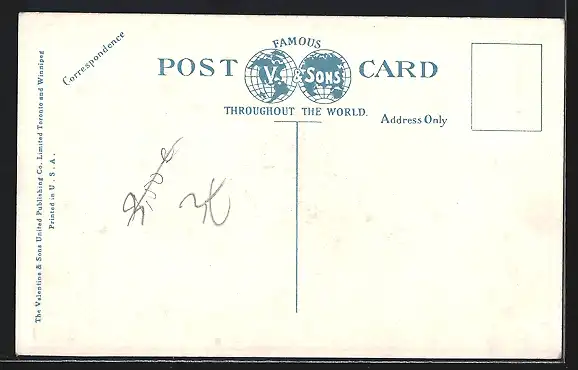 Correspondence
FAMOUS
POST V. & SONS. CARD
THROUGHOUT THE WORLD.
Address Only
The Valentine & Sons United Publishing Co. Limited Toronto and Winnipeg
Printed in U. S. A.